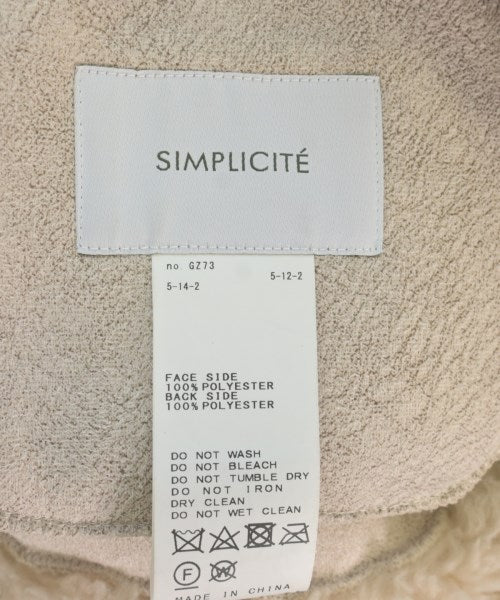 SIMPLICITÉ
no GZ73
5-12-2
5-14-2
FACE SIDE
100% POLYESTER
BACK SIDE
100% POLYESTER
DO NOT WASH
DO NOT BLEACH
DO NOT TUMBLE DRY
DO NOT IRON
DRY CLEAN
DO NOT WET CLEAN
F W
MADE IN CHINA